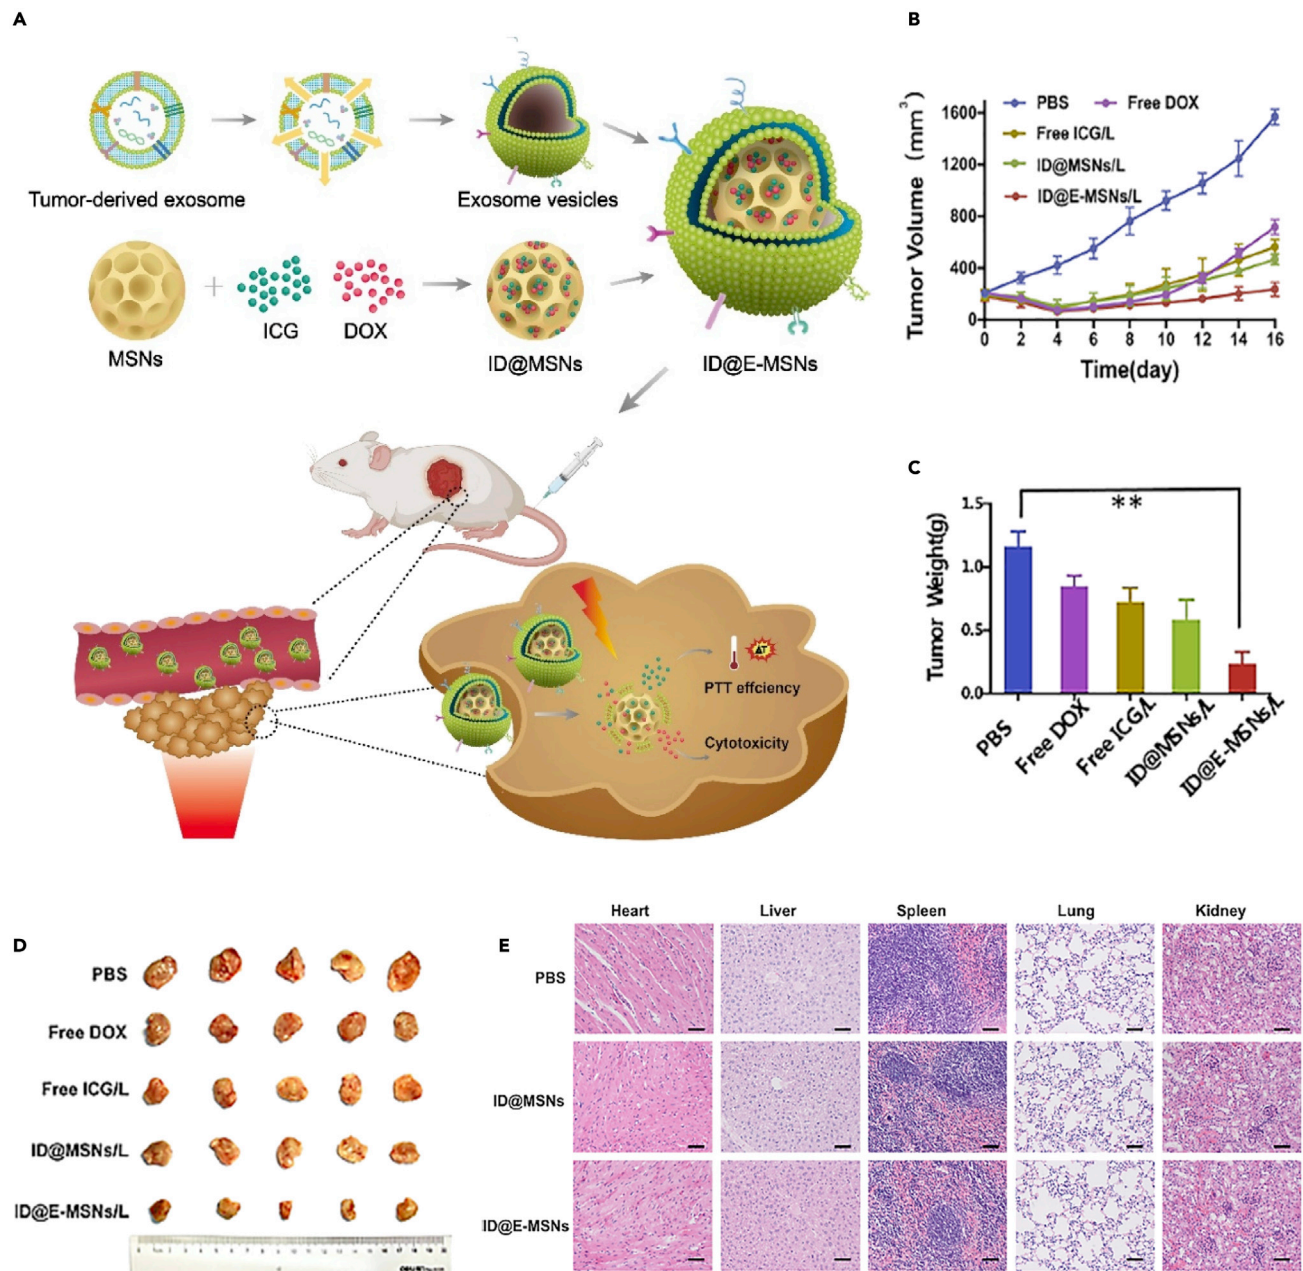 A
Tumor-derived exosome
Exosome vesicles
MSNs
+
ICG
DOX
ID@MSNs
ID@E-MSNs
ΔT
PTT effciency
Cytotoxicity
B
PBS
Free DOX
Free ICG/L
ID@MSNs/L
ID@E-MSNs/L
Tumor Volume (mm³)
1600
1200
800
400
0
0 2 4 6 8 10 12 14 16
Time(day)
C
**
Tumor Weight(g)
1.5
1.0
0.5
0.0
PBS
Free DOX
Free ICG/L
ID@MSNs/L
ID@E-MSNs/L
D
PBS
Free DOX
Free ICG/L
ID@MSNs/L
ID@E-MSNs/L
E
Heart Liver Spleen Lung Kidney
PBS
ID@MSNs
ID@E-MSNs